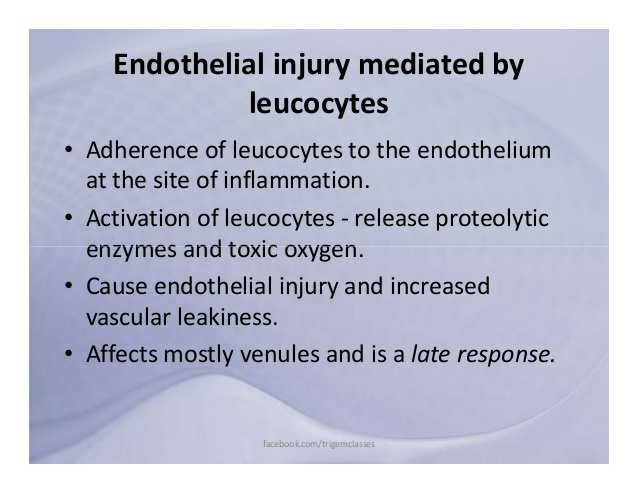 Endothelial injury mediated by
leucocytes
• Adherence of leucocytes to the endothelium
at the site of inflammation.
• Activation of leucocytes - release proteolytic
enzymes and toxic oxygen.
• Cause endothelial injury and increased
vascular leakiness.
• Affects mostly venules and is a late response.
facebook.com/trigemclasses